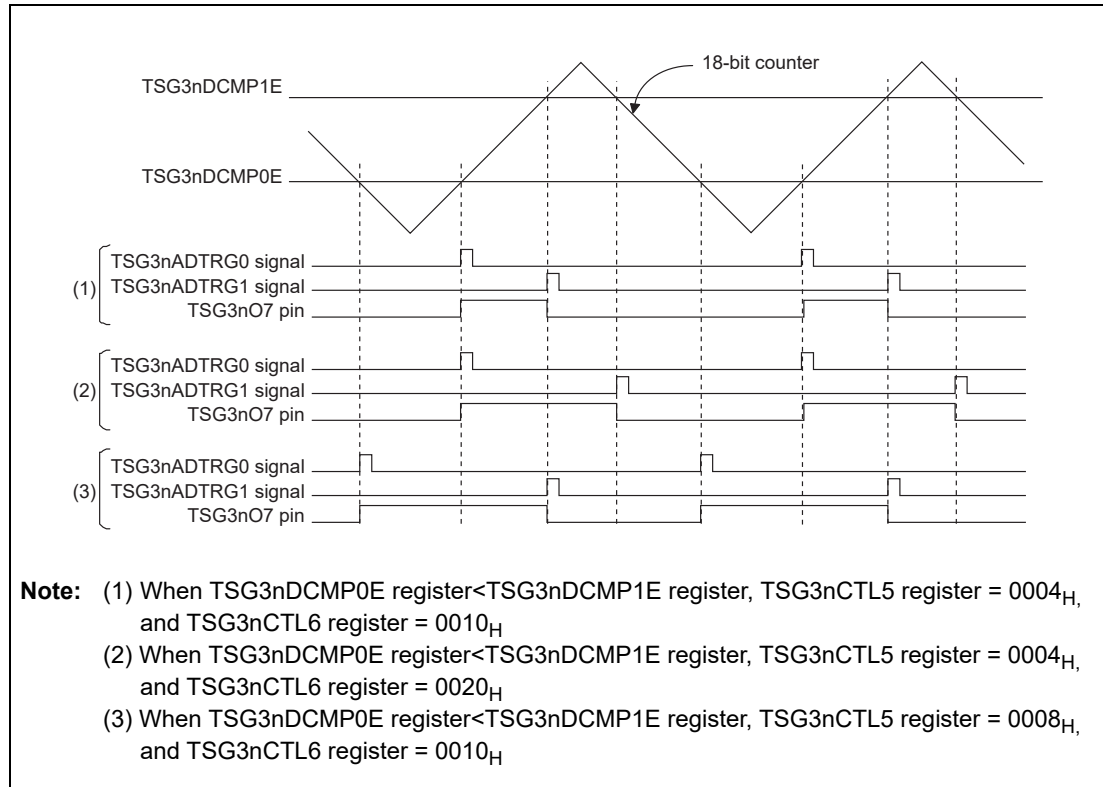 18-bit counter
TSG3nDCMP1E
TSG3nDCMP0E
TSG3nADTRG0 signal
(1) TSG3nADTRG1 signal
TSG3nO7 pin
TSG3nADTRG0 signal
(2) TSG3nADTRG1 signal
TSG3nO7 pin
TSG3nADTRG0 signal
(3) TSG3nADTRG1 signal
TSG3nO7 pin
Note: (1) When TSG3nDCMP0E register<TSG3nDCMP1E register, TSG3nCTL5 register = 0004H,
and TSG3nCTL6 register = 0010H
(2) When TSG3nDCMP0E register<TSG3nDCMP1E register, TSG3nCTL5 register = 0004H,
and TSG3nCTL6 register = 0020H
(3) When TSG3nDCMP0E register<TSG3nDCMP1E register, TSG3nCTL5 register = 0008H,
and TSG3nCTL6 register = 0010H